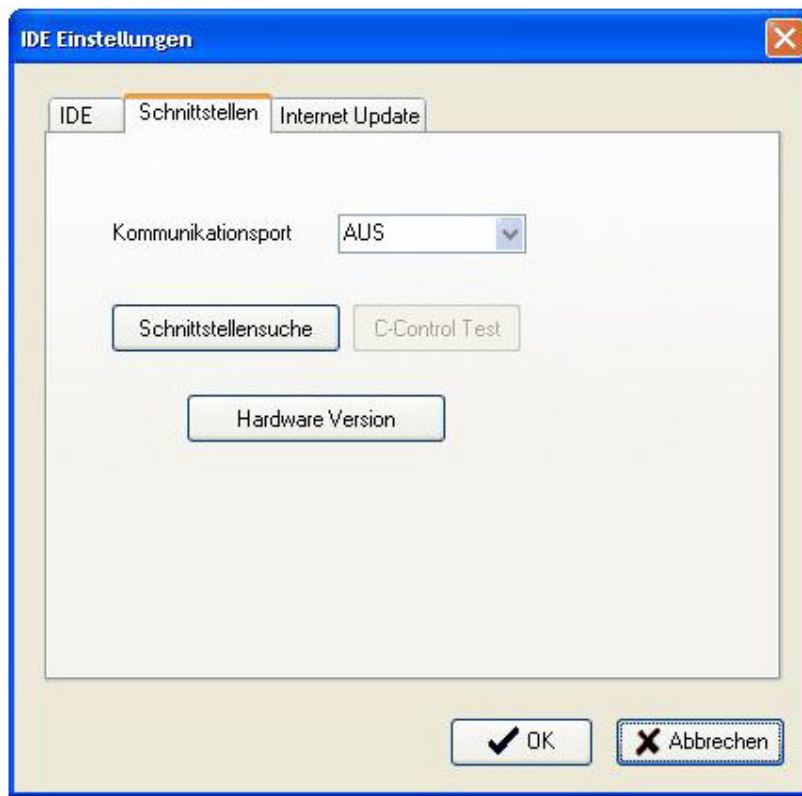 IDE Einstellungen
IDE Schnittstellen Internet Update
Kommunikationsport AUS
Schnittstellensuche C-Control Test
Hardware Version
OK Abbrechen